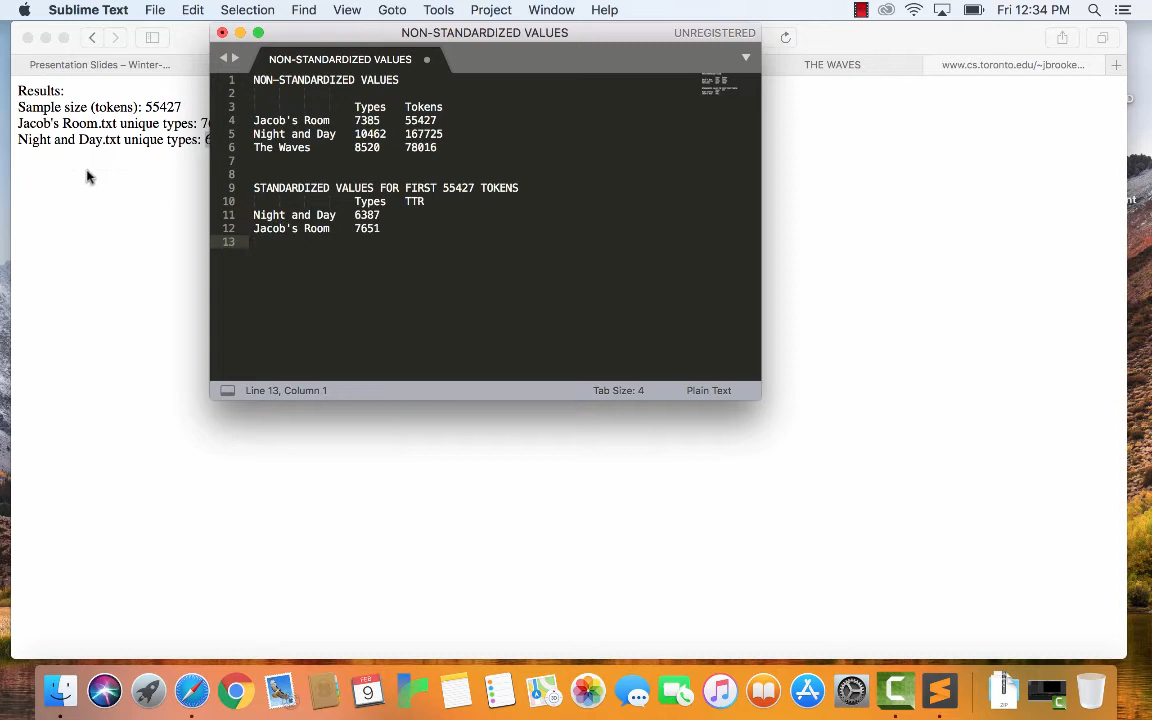 Sublime Text File Edit Selection Find View Goto Tools Project Window Help Fri 12:34 PM
NON-STANDARDIZED VALUES UNREGISTERED
NON-STANDARDIZED VALUES
Presentation Slides – Winter-... THE WAVES www.cs.toronto.edu/~jbrooke...
Results:
Sample size (tokens): 55427
Jacob's Room.txt unique types:
Night and Day.txt unique types:
1 NON-STANDARDIZED VALUES
2
3 Types Tokens
4 Jacob's Room 7385 55427
5 Night and Day 10462 167725
6 The Waves 8520 78016
7
8
9 STANDARDIZED VALUES FOR FIRST 55427 TOKENS
10 Types TTR
11 Night and Day 6387
12 Jacob's Room 7651
13
Line 13, Column 1 Tab Size: 4 Plain Text
9
ZIP